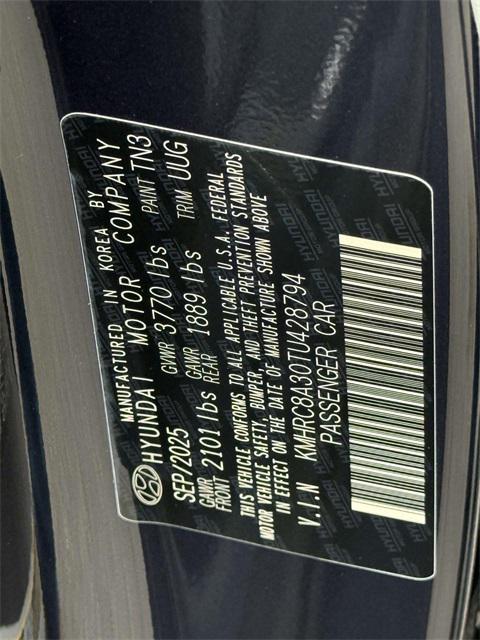 MANUFACTURED IN KOREA BY
HYUNDAI MOTOR COMPANY
SEP/2025 GVWR 3770 lbs PAINT TN3
GAWR FRONT 2101 lbs GAWR REAR 1889 lbs TRIM UUG
THIS VEHICLE CONFORMS TO ALL APPLICABLE U.S.A. FEDERAL
MOTOR VEHICLE SAFETY, BUMPER, AND THEFT PREVENTION STANDARDS
IN EFFECT ON THE DATE OF MANUFACTURE SHOWN ABOVE
V.I.N KMHRC8A30TU428794
PASSENGER CAR